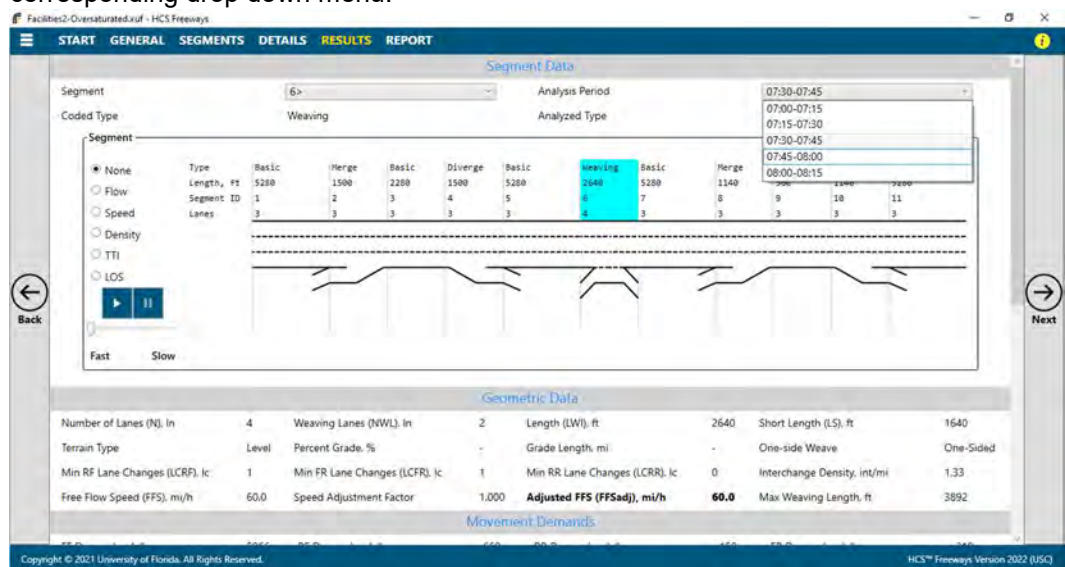 corresponding drop down menu.
Facilities2-Oversaturated.xuf - HCS Freeways
START GENERAL SEGMENTS DETAILS RESULTS REPORT
Segment Data
Segment 6> Analysis Period 07:30-07:45
Coded Type Weaving Analyzed Type
07:00-07:15
07:15-07:30
07:30-07:45
07:45-08:00
08:00-08:15
Segment
None
Flow
Speed
Density
TTI
LOS
Type Basic Merge Basic Diverge Basic Weaving Basic Merge
Length, ft 5280 1500 2280 1500 5280 2640 5280 1140
Segment ID 1 2 3 4 5 6 7 8 9 10 11
Lanes 3 3 3 3 3 4 3 3 3 3 3
Fast Slow
Back
Next
Geometric Data
Number of Lanes (N), ln 4 Weaving Lanes (NWL), ln 2 Length (LWI), ft 2640 Short Length (LS), ft 1640
Terrain Type Level Percent Grade, % - Grade Length, mi - One-side Weave One-Sided
Min RF Lane Changes (LCRF), lc 1 Min FR Lane Changes (LCFR), lc 1 Min RR Lane Changes (LCRR), lc 0 Interchange Density, int/mi 1.33
Free Flow Speed (FFS), mi/h 60.0 Speed Adjustment Factor 1.000 Adjusted FFS (FFSadj), mi/h 60.0 Max Weaving Length, ft 3892
Movement Demands
Copyright © 2021 University of Florida. All Rights Reserved. HCS™ Freeways Version 2022 (USC)